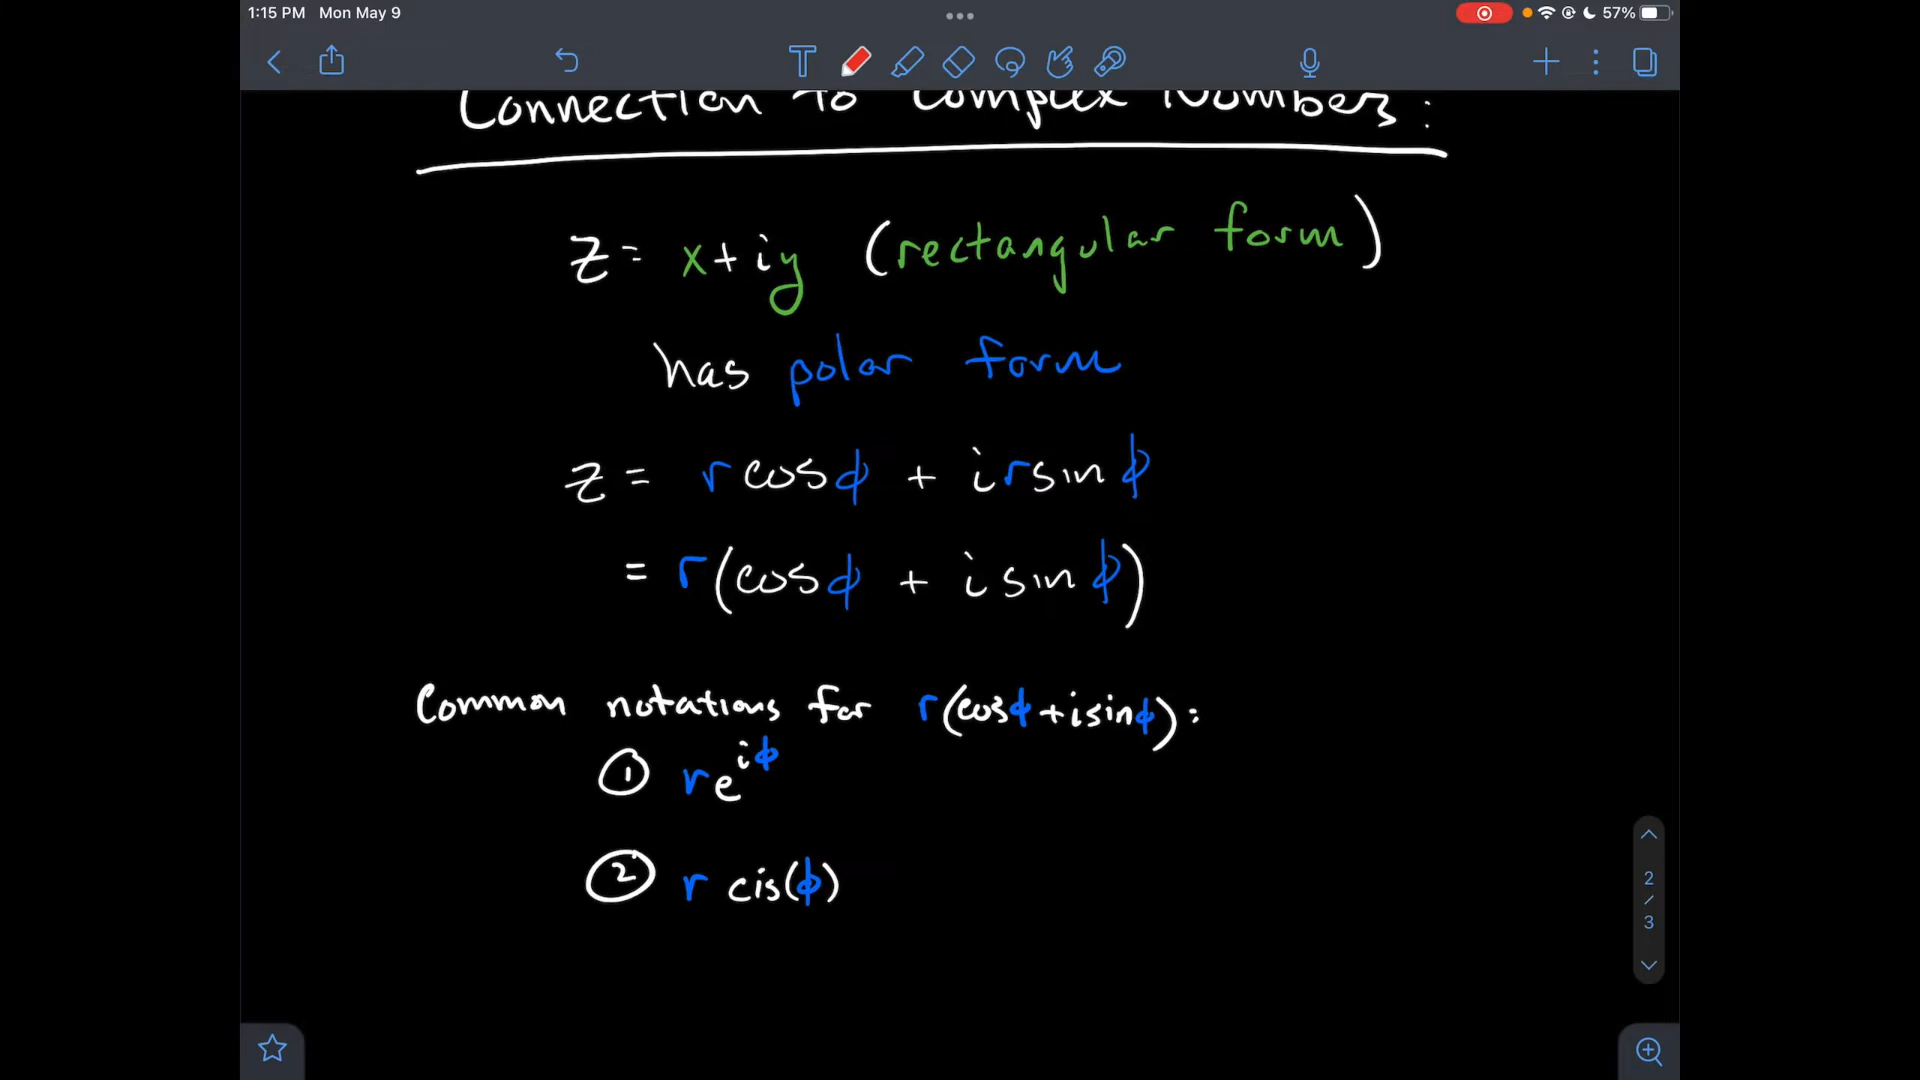 1:15 PM Mon May 9
57%
Connection to Complex Numbers:
z = x + iy (rectangular form)
has polar form
z = r cos ϕ + i r sin ϕ
= r(cos ϕ + i sin ϕ)
Common notations for r(cosϕ + i sinϕ):
① re^{iϕ}
② r cis(ϕ)
2
/
3